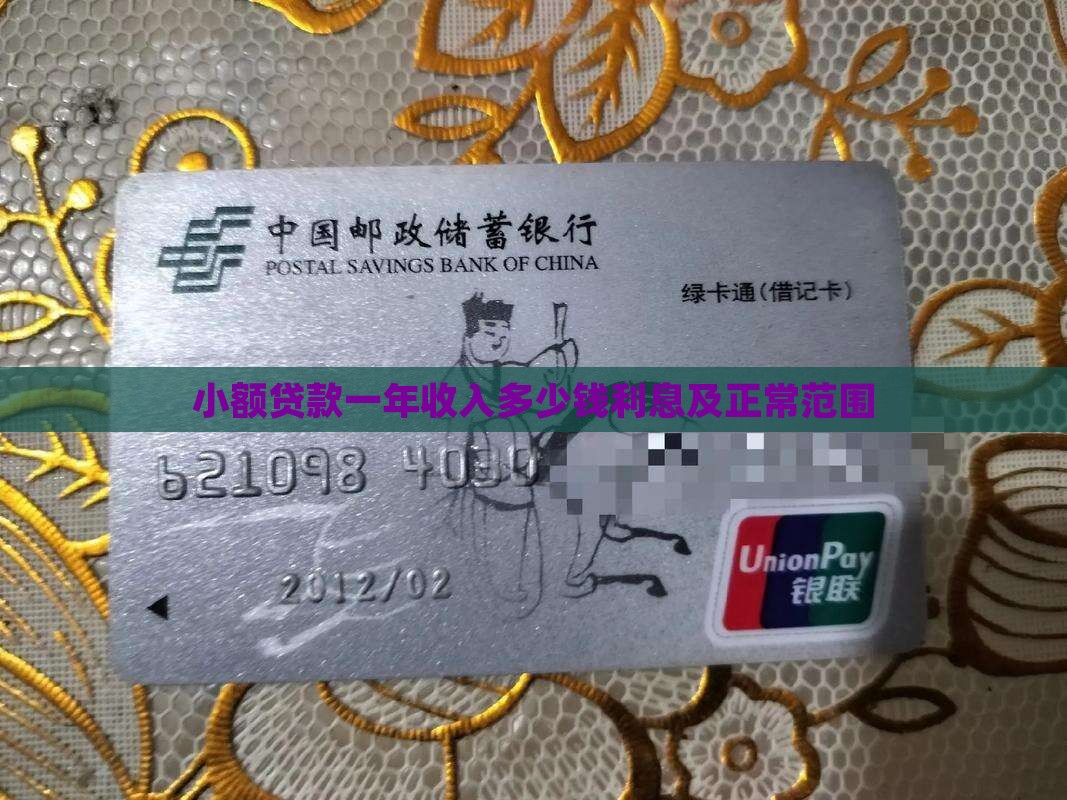 中国邮政储蓄银行
POSTAL SAVINGS BANK OF CHINA
绿卡通(借记卡)
小额贷款一年收入多少钱利息及正常范围
621098 4030
2012/02
UnionPay
银联